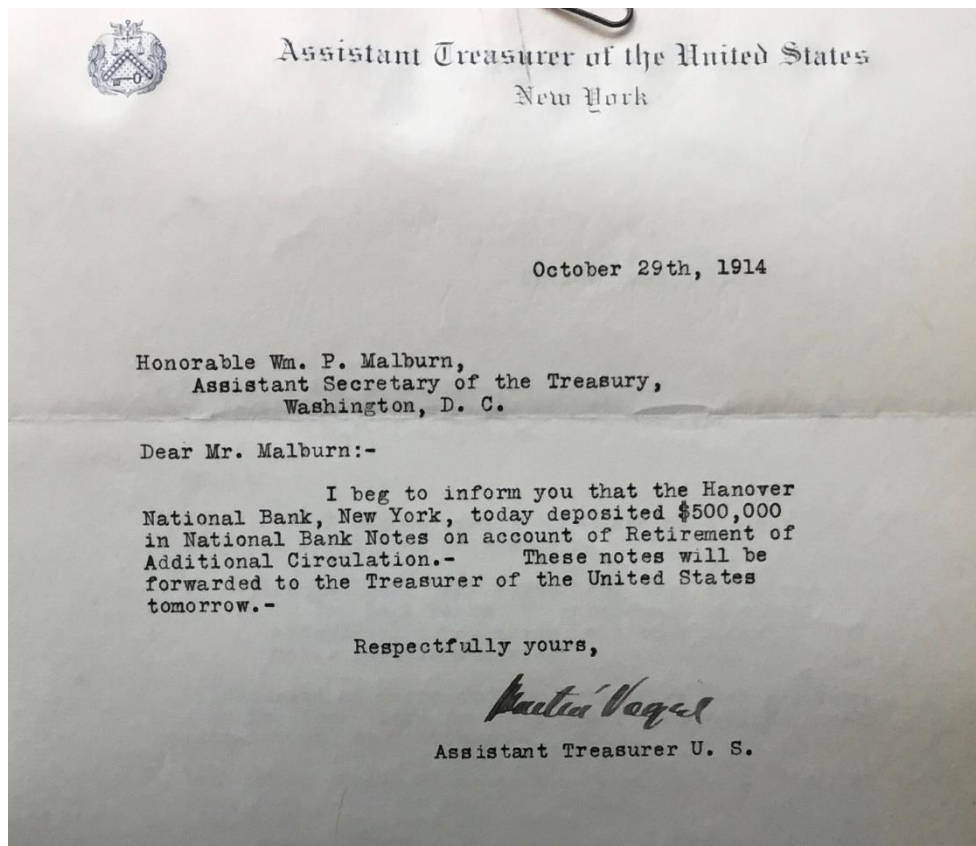 Assistant Treasurer of the United States
New York
October 29th, 1914
Honorable Wm. P. Malburn,
Assistant Secretary of the Treasury,
Washington, D. C.
Dear Mr. Malburn:-
I beg to inform you that the Hanover
National Bank, New York, today deposited $500,000
in National Bank Notes on account of Retirement of
Additional Circulation.- These notes will be
forwarded to the Treasurer of the United States
tomorrow.-
Respectfully yours,
Martin Vogel
Assistant Treasurer U. S.